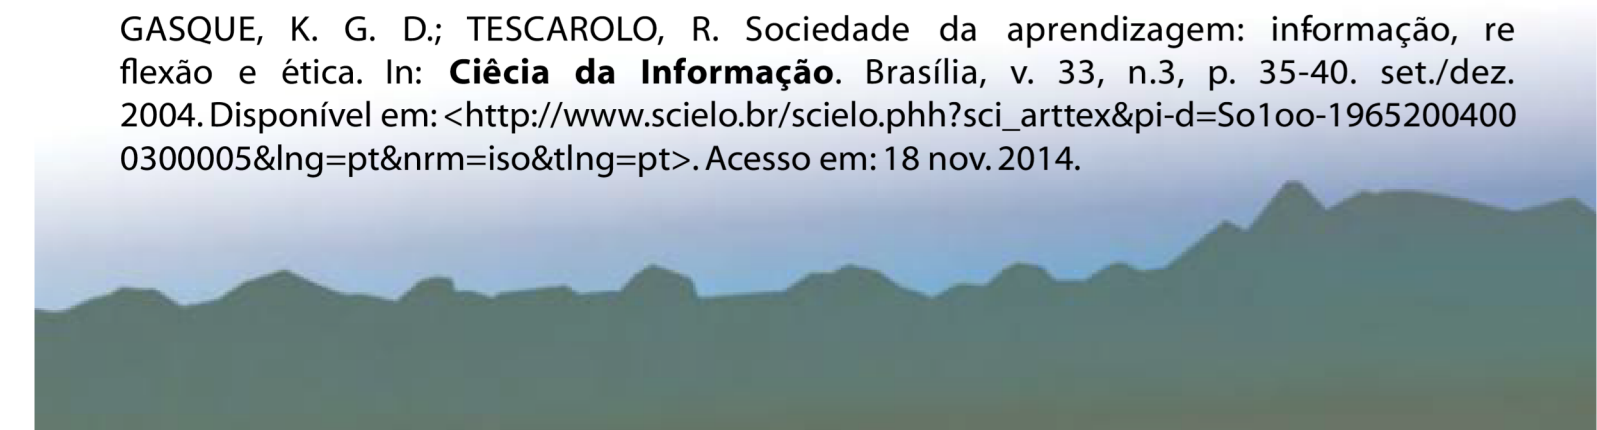 GASQUE, K. G. D.; TESCAROLO, R. Sociedade da aprendizagem: informação, re
flexão e ética. In: Ciêcia da Informação. Brasília, v. 33, n.3, p. 35-40. set./dez.
2004. Disponível em: <http://www.scielo.br/scielo.phh?sci_arttex&pi-d=So1oo-1965200400
0300005&lng=pt&nrm=iso&tlng=pt>. Acesso em: 18 nov. 2014.